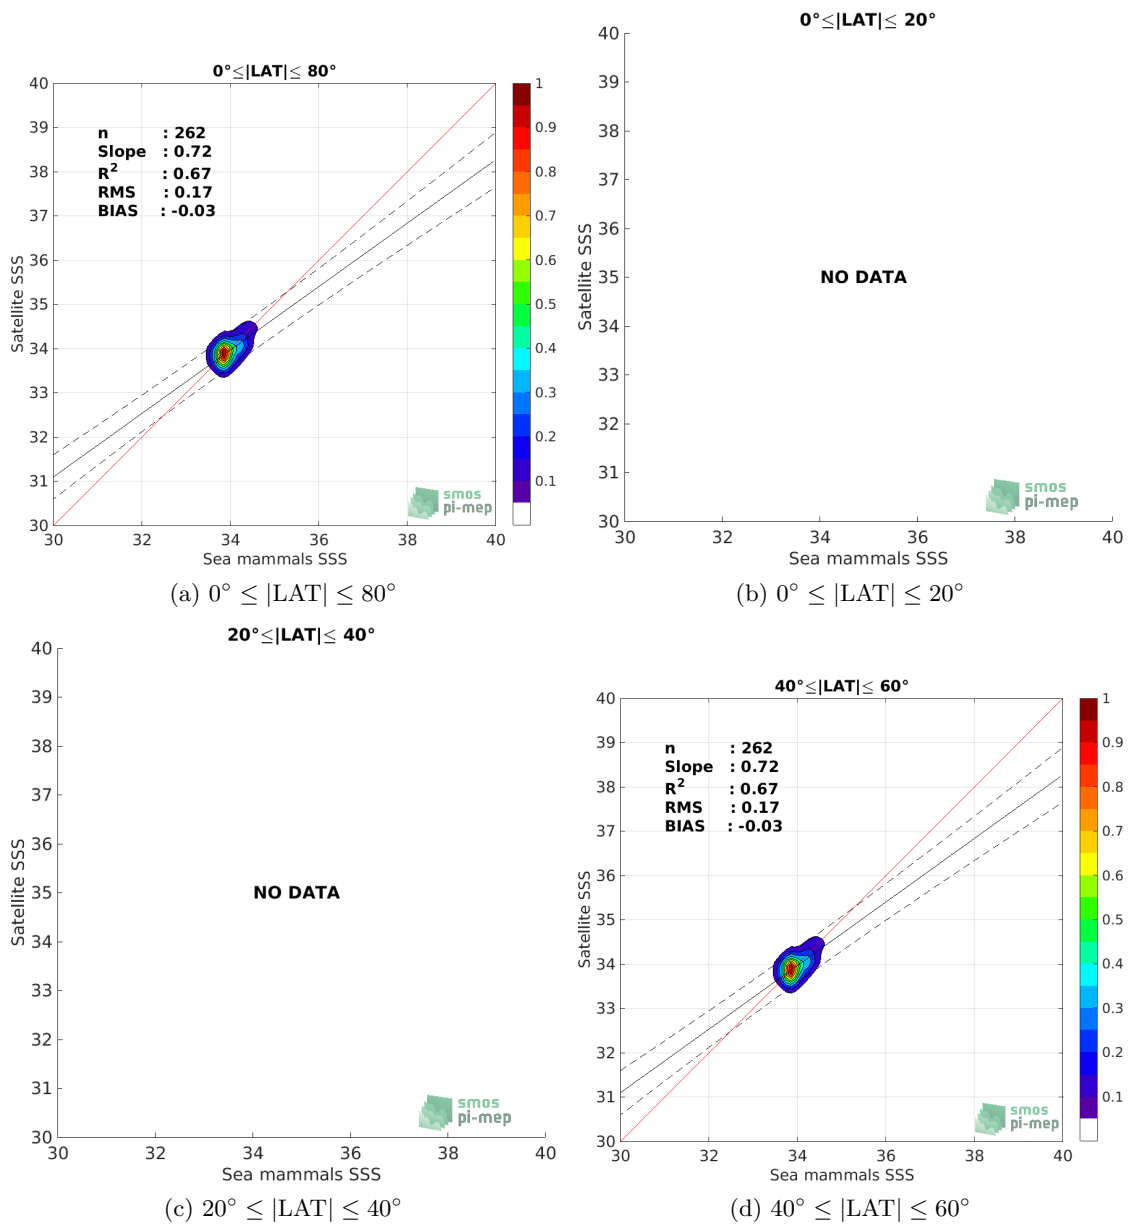 0°≤|LAT|≤ 80°
40
39
38
37
36
35
34
33
32
31
30
Satellite SSS
n : 262
Slope : 0.72
R² : 0.67
RMS : 0.17
BIAS : -0.03
smos
pi-mep
30 32 34 36 38 40
Sea mammals SSS
1
0.9
0.8
0.7
0.6
0.5
0.4
0.3
0.2
0.1
(a) 0° ≤ |LAT| ≤ 80°
0°≤|LAT|≤ 20°
40
39
38
37
36
35
34
33
32
31
30
Satellite SSS
NO DATA
smos
pi-mep
30 32 34 36 38 40
Sea mammals SSS
(b) 0° ≤ |LAT| ≤ 20°
20°≤|LAT|≤ 40°
40
39
38
37
36
35
34
33
32
31
30
Satellite SSS
NO DATA
smos
pi-mep
30 32 34 36 38 40
Sea mammals SSS
(c) 20° ≤ |LAT| ≤ 40°
40°≤|LAT|≤ 60°
40
39
38
37
36
35
34
33
32
31
30
Satellite SSS
n : 262
Slope : 0.72
R² : 0.67
RMS : 0.17
BIAS : -0.03
smos
pi-mep
30 32 34 36 38 40
Sea mammals SSS
1
0.9
0.8
0.7
0.6
0.5
0.4
0.3
0.2
0.1
(d) 40° ≤ |LAT| ≤ 60°